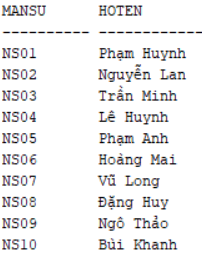 MANSU HOTEN
---------- ------------
NS01 Phạm Huynh
NS02 Nguyễn Lan
NS03 Trần Minh
NS04 Lê Huynh
NS05 Phạm Anh
NS06 Hoàng Mai
NS07 Vũ Long
NS08 Đặng Huy
NS09 Ngô Thảo
NS10 Bùi Khanh